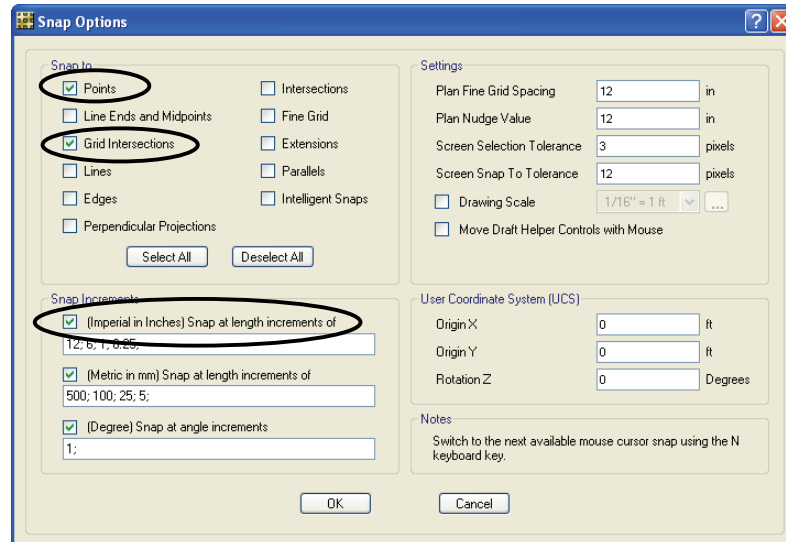 Snap Options
Snap to
Points
Intersections
Line Ends and Midpoints
Fine Grid
Grid Intersections
Extensions
Lines
Parallels
Edges
Intelligent Snaps
Perpendicular Projections
Select All
Deselect All
Settings
Plan Fine Grid Spacing 12 in
Plan Nudge Value 12 in
Screen Selection Tolerance 3 pixels
Screen Snap To Tolerance 12 pixels
Drawing Scale 1/16" = 1 ft ...
Move Draft Helper Controls with Mouse
Snap Increments
(Imperial in Inches) Snap at length increments of
12; 6; 1; 0.25;
(Metric in mm) Snap at length increments of
500; 100; 25; 5;
(Degree) Snap at angle increments
1;
User Coordinate System (UCS)
Origin X 0 ft
Origin Y 0 ft
Rotation Z 0 Degrees
Notes
Switch to the next available mouse cursor snap using the N
keyboard key.
OK
Cancel